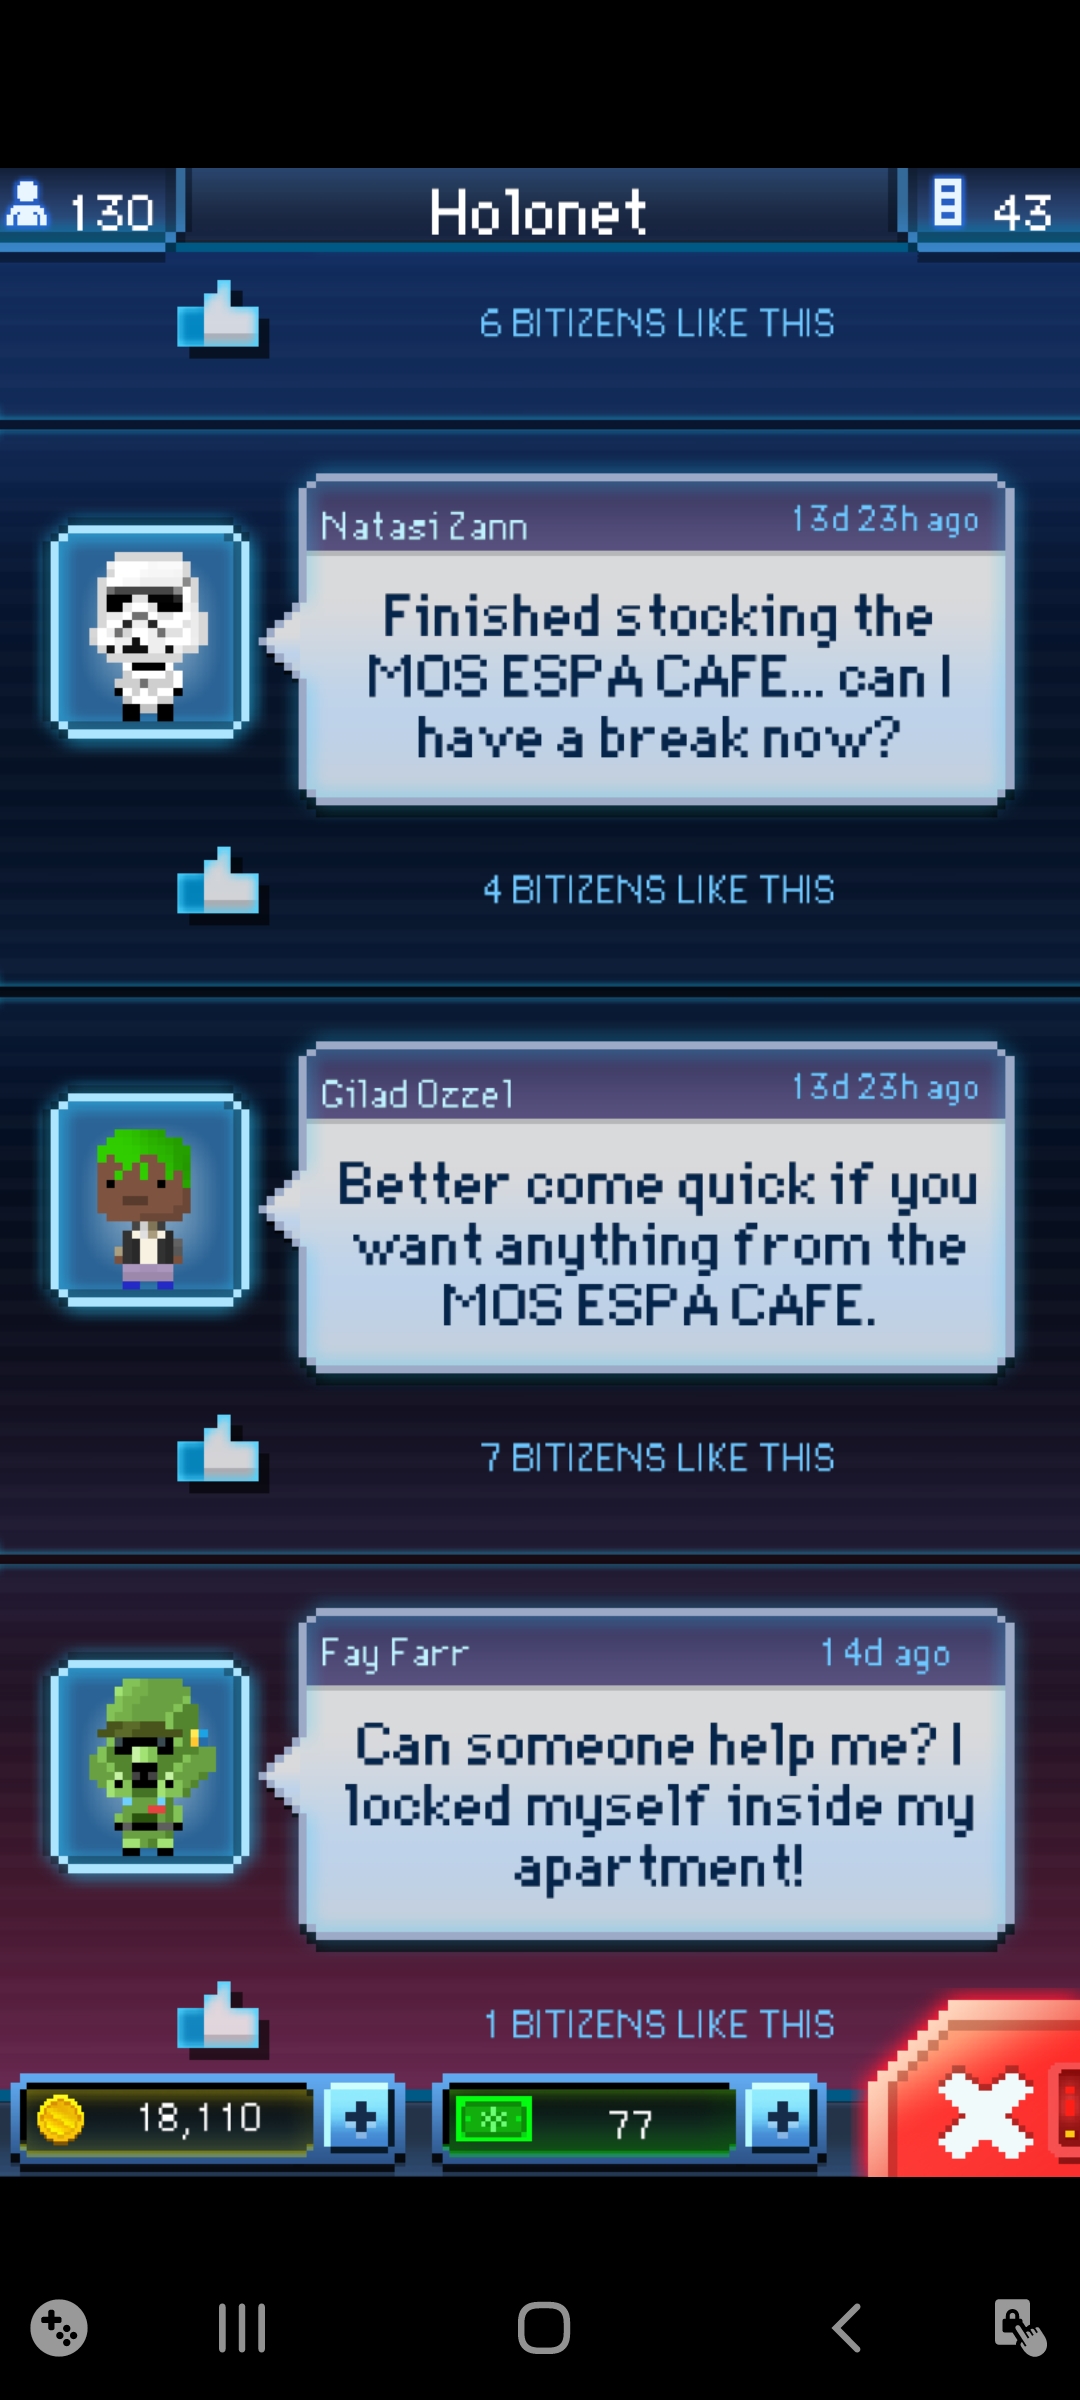 130
Holonet
43
6 BITIZENS LIKE THIS
Natasi Zann
13d 23h ago
Finished stocking the
MOS ESPA CAFE... can I
have a break now?
4 BITIZENS LIKE THIS
Gilad Ozzel
13d 23h ago
Better come quick if you
want anything from the
MOS ESPA CAFE.
7 BITIZENS LIKE THIS
Fay Farr
14d ago
Can someone help me? I
locked myself inside my
apartment!
1 BITIZENS LIKE THIS
18,110
77